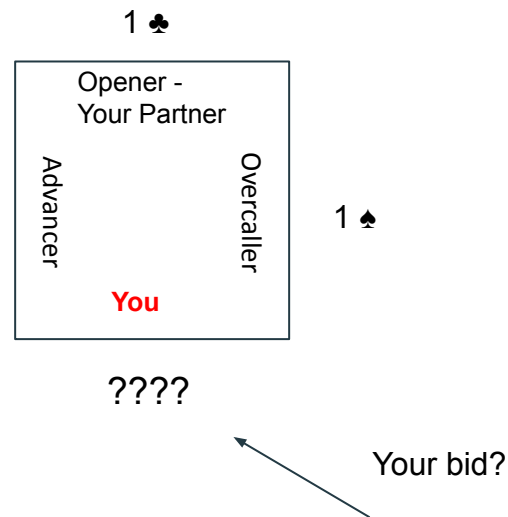 1 ♣
Opener -
Your Partner
Advancer
Overcaller
1 ♠
You
????
Your bid?